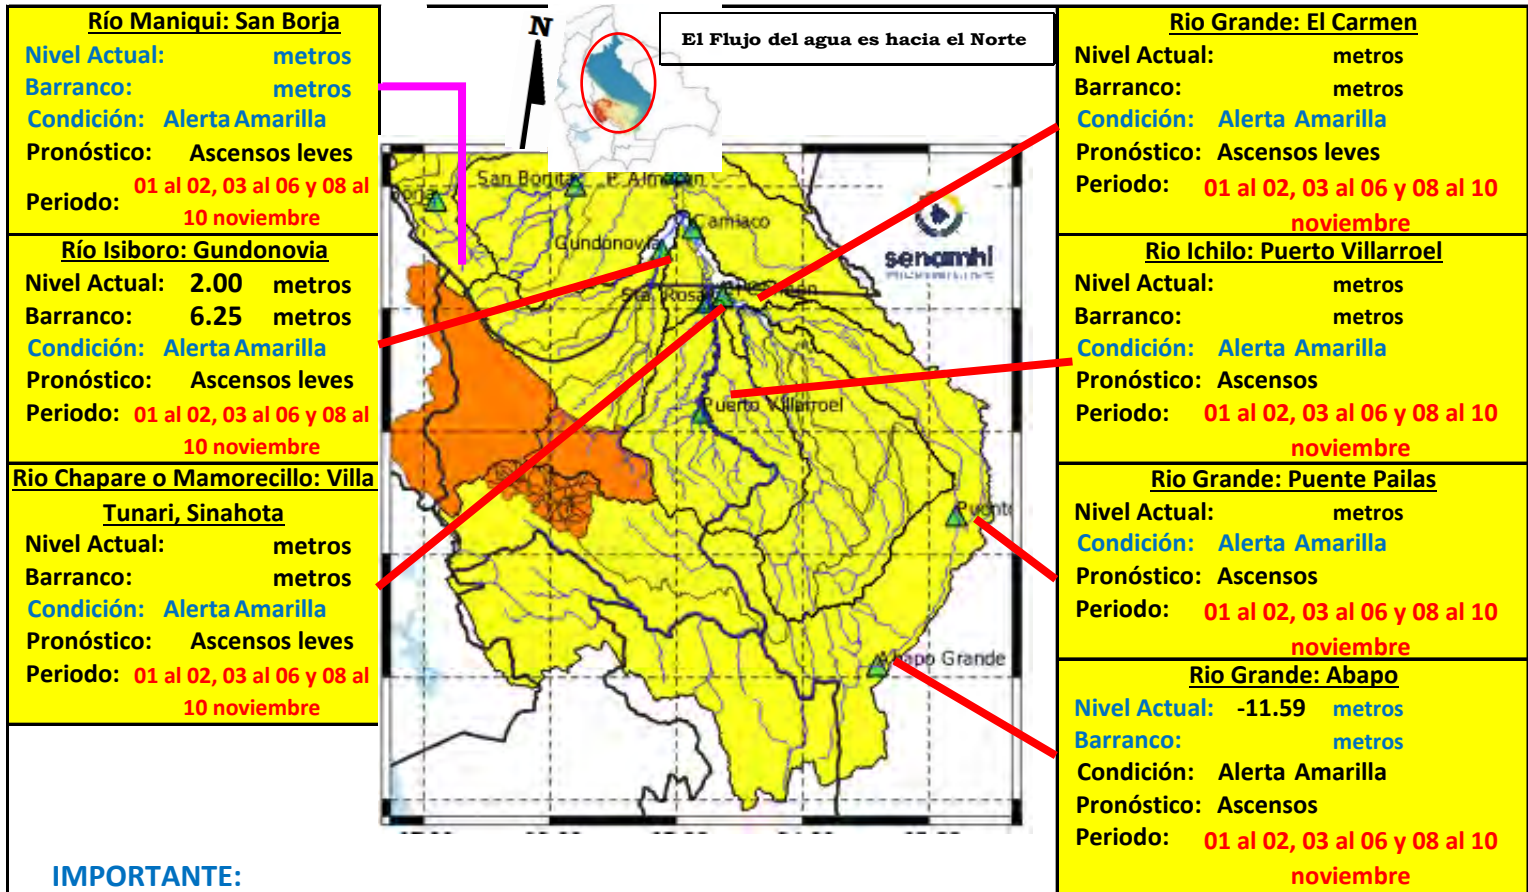 Río Maniqui: San Borja
Nivel Actual: metros
Barranco: metros
Condición: Alerta Amarilla
Pronóstico: Ascensos leves
Periodo: 01 al 02, 03 al 06 y 08 al
10 noviembre
Río Isiboro: Gundonovia
Nivel Actual: 2.00 metros
Barranco: 6.25 metros
Condición: Alerta Amarilla
Pronóstico: Ascensos leves
Periodo: 01 al 02, 03 al 06 y 08 al
10 noviembre
Rio Chapare o Mamorecillo: Villa
Tunari, Sinahota
Nivel Actual: metros
Barranco: metros
Condición: Alerta Amarilla
Pronóstico: Ascensos leves
Periodo: 01 al 02, 03 al 06 y 08 al
10 noviembre
IMPORTANTE:
N
El Flujo del agua es hacia el Norte
San Borjita
Camiaco
Gundonovia
senamhi
Sta. Rosa
Puerto Villarroel
Puente
Abapo Grande
Rio Grande: El Carmen
Nivel Actual: metros
Barranco: metros
Condición: Alerta Amarilla
Pronóstico: Ascensos leves
Periodo: 01 al 02, 03 al 06 y 08 al 10
noviembre
Rio Ichilo: Puerto Villarroel
Nivel Actual: metros
Barranco: metros
Condición: Alerta Amarilla
Pronóstico: Ascensos
Periodo: 01 al 02, 03 al 06 y 08 al 10
noviembre
Rio Grande: Puente Pailas
Nivel Actual: metros
Condición: Alerta Amarilla
Pronóstico: Ascensos
Periodo: 01 al 02, 03 al 06 y 08 al 10
noviembre
Rio Grande: Abapo
Nivel Actual: -11.59 metros
Barranco: metros
Condición: Alerta Amarilla
Pronóstico: Ascensos
Periodo: 01 al 02, 03 al 06 y 08 al 10
noviembre